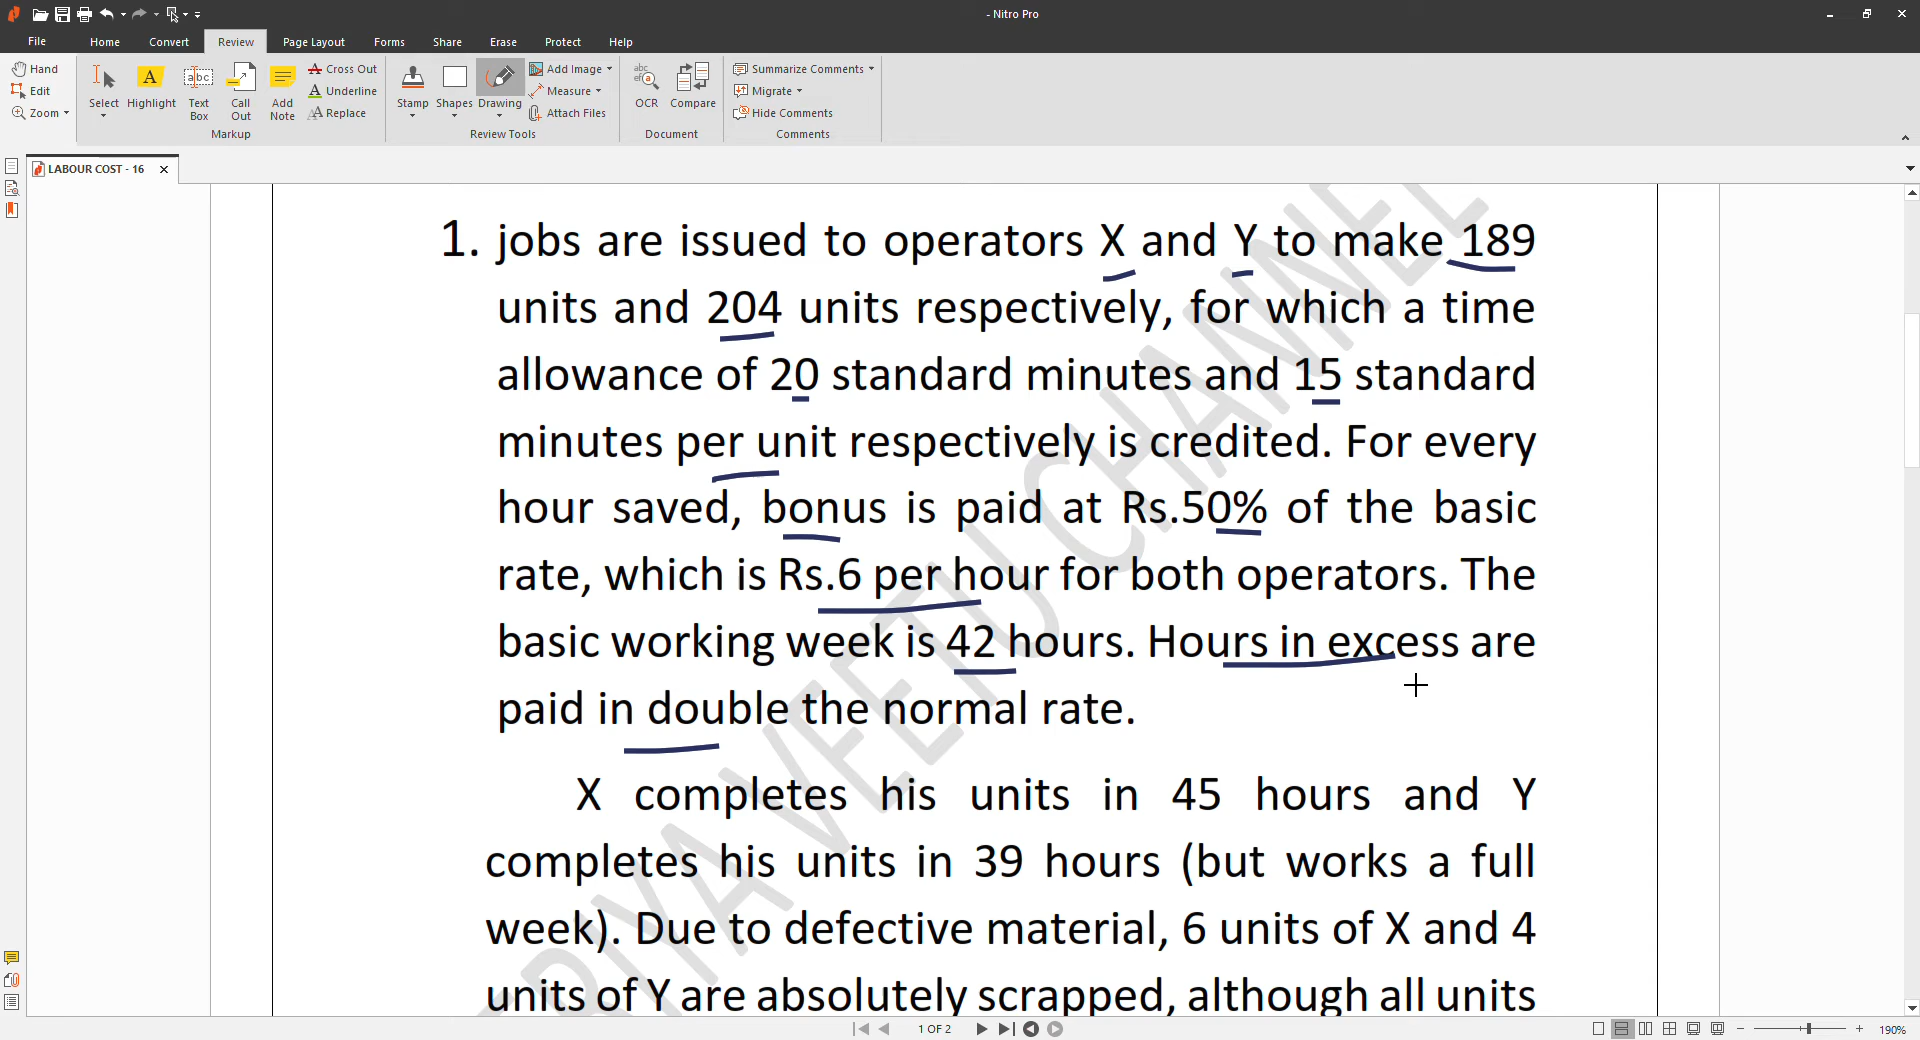 - Nitro Pro
File Home Convert Review Page Layout Forms Share Erase Protect Help
Hand
Edit
Zoom
Select
Highlight
Text Box
Call Out
Add Note
Cross Out
Underline
Replace
Markup
Stamp
Shapes
Drawing
Add Image
Measure
Attach Files
Review Tools
OCR
Compare
Document
Summarize Comments
Migrate
Hide Comments
Comments
LABOUR COST - 16
1. jobs are issued to operators X and Y to make 189
units and 204 units respectively, for which a time
allowance of 20 standard minutes and 15 standard
minutes per unit respectively is credited. For every
hour saved, bonus is paid at Rs.50% of the basic
rate, which is Rs.6 per hour for both operators. The
basic working week is 42 hours. Hours in excess are
paid in double the normal rate.
X completes his units in 45 hours and Y
completes his units in 39 hours (but works a full
week). Due to defective material, 6 units of X and 4
units of Y are absolutely scrapped, although all units
RIYA VEETU CHANNEL
1 OF 2
190%